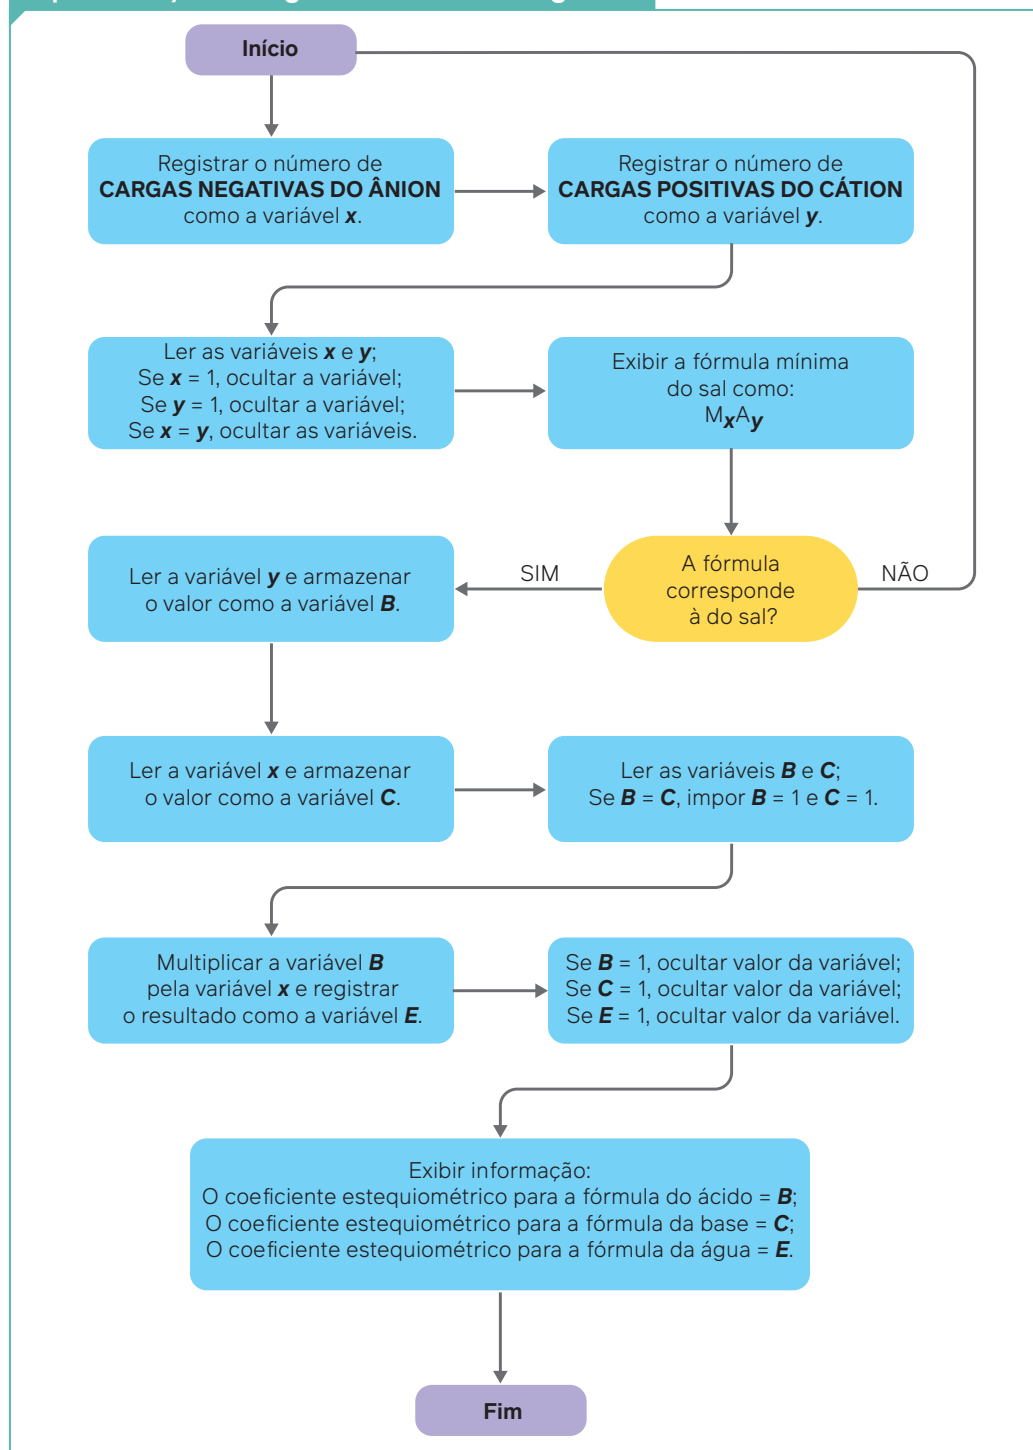 Início
Registrar o número de
CARGAS NEGATIVAS DO ÂNION
como a variável x.
Registrar o número de
CARGAS POSITIVAS DO CÁTION
como a variável y.
Ler as variáveis x e y;
Se x = 1, ocultar a variável;
Se y = 1, ocultar a variável;
Se x = y, ocultar as variáveis.
Exibir a fórmula mínima
do sal como:
MxAy
A fórmula
corresponde
à do sal?
SIM
NÃO
Ler a variável y e armazenar
o valor como a variável B.
Ler a variável x e armazenar
o valor como a variável C.
Ler as variáveis B e C;
Se B = C, impor B = 1 e C = 1.
Multiplicar a variável B
pela variável x e registrar
o resultado como a variável E.
Se B = 1, ocultar valor da variável;
Se C = 1, ocultar valor da variável;
Se E = 1, ocultar valor da variável.
Exibir informação:
O coeficiente estequiométrico para a fórmula do ácido = B;
O coeficiente estequiométrico para a fórmula da base = C;
O coeficiente estequiométrico para a fórmula da água = E.
Fim